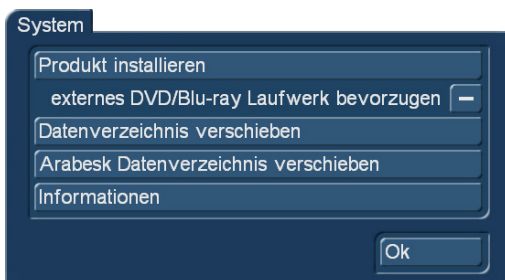 System
Produkt installieren
externes DVD/Blu-ray Laufwerk bevorzugen
Datenverzeichnis verschieben
Arabesk Datenverzeichnis verschieben
Informationen
Ok